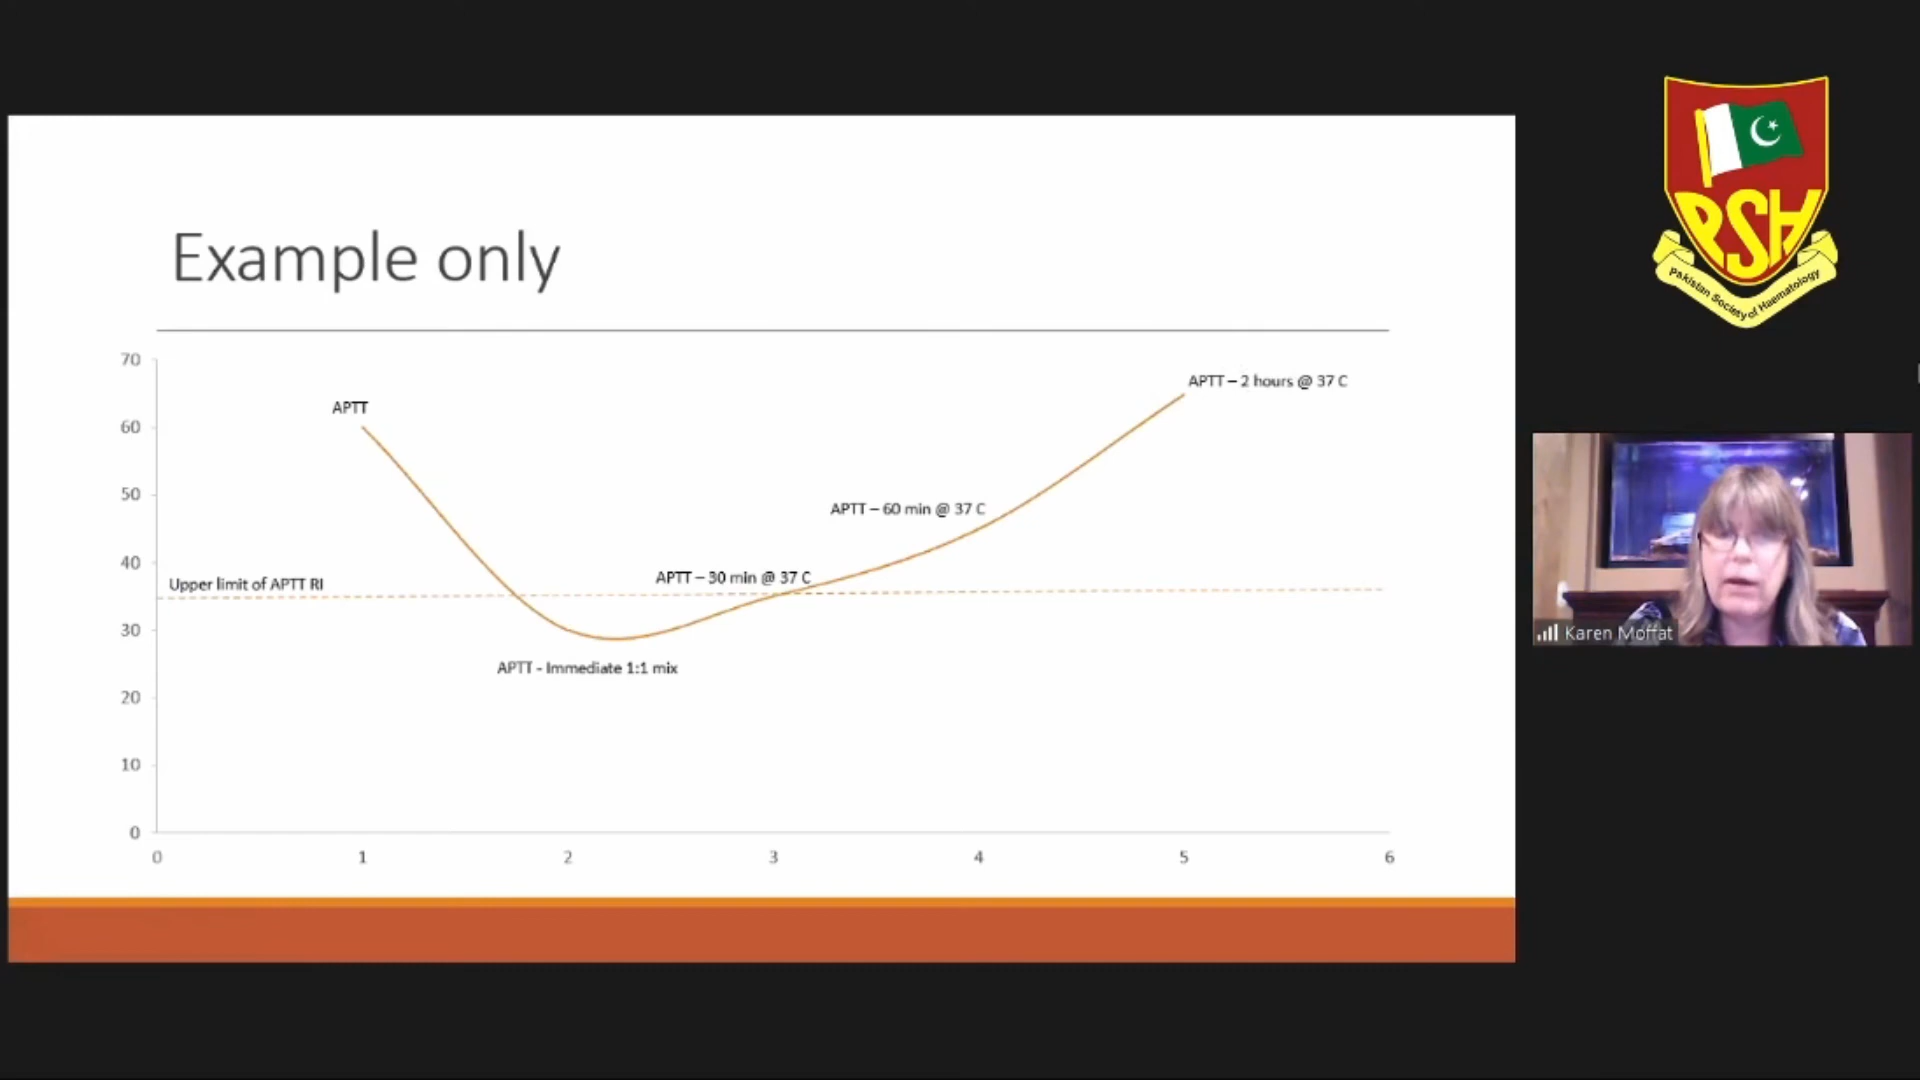 Example only
70
60
50
40
30
20
10
0
0 1 2 3 4 5 6
APTT
APTT – 2 hours @ 37 C
APTT – 60 min @ 37 C
APTT – 30 min @ 37 C
Upper limit of APTT RI
APTT - Immediate 1:1 mix
PSH
Pakistan Society of Haematology
Karen Moffat